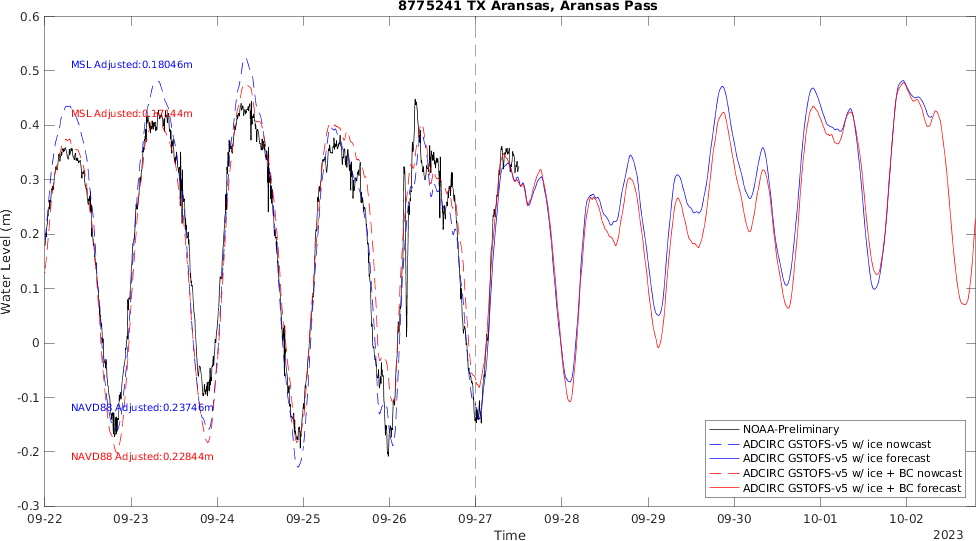 8775241 TX Aransas, Aransas Pass
0.6
0.5
0.4
0.3
0.2
0.1
0
-0.1
-0.2
-0.3
Water Level (m)
MSL Adjusted:0.18046m
MSL Adjusted:
NAVD88 Adjusted:0.23746m
NAVD88 Adjusted:0.22844m
NOAA-Preliminary
ADCIRC GSTOFS-v5 w/ ice nowcast
ADCIRC GSTOFS-v5 w/ ice forecast
ADCIRC GSTOFS-v5 w/ ice + BC nowcast
ADCIRC GSTOFS-v5 w/ ice + BC forecast
09-22 09-23 09-24 09-25 09-26 09-27 09-28 09-29 09-30 10-01 10-02
Time
2023